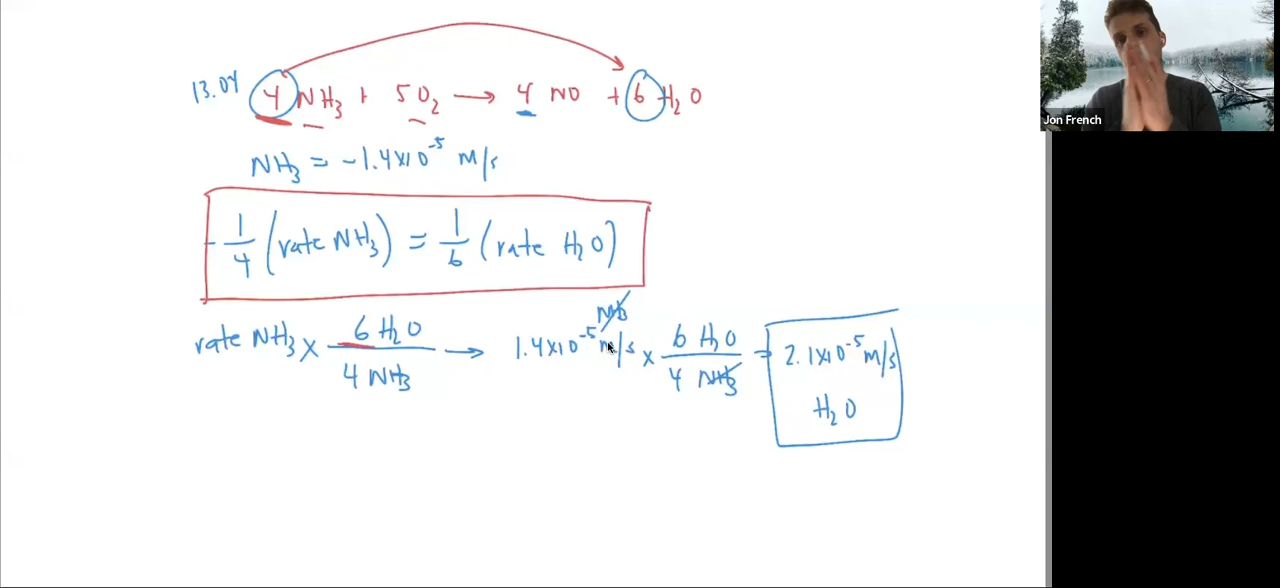 13.04 4 NH₃ + 5 O₂ → 4 NO + 6 H₂O
NH₃ = -1.4x10⁻⁵ M/s
-1/4 (rate NH₃) = 1/6 (rate H₂O)
rate NH₃ x 6 H₂O / 4 NH₃ → 1.4x10⁻⁵ M/s NH₃ x 6 H₂O / 4 NH₃ = 2.1x10⁻⁵ M/s
H₂O
Jon French